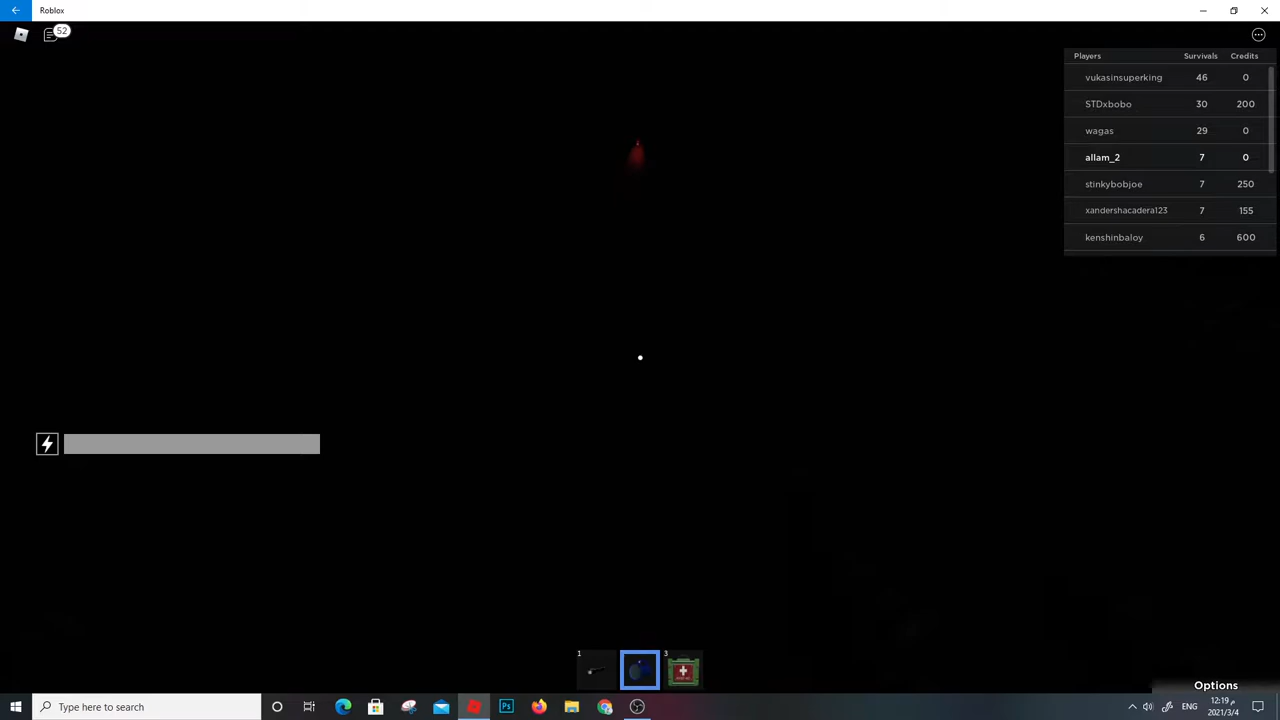 Roblox
52
Players Survivals Credits
vukasinsuperking 46 0
STDxbobo 30 200
wagas 29 0
allam_2 7 0
stinkybobjoe 7 250
xandershacadera123 7 155
kenshinbaloy 6 600
1 3
Options
Type here to search
Ps
ENG
12:19 م
2021/3/4